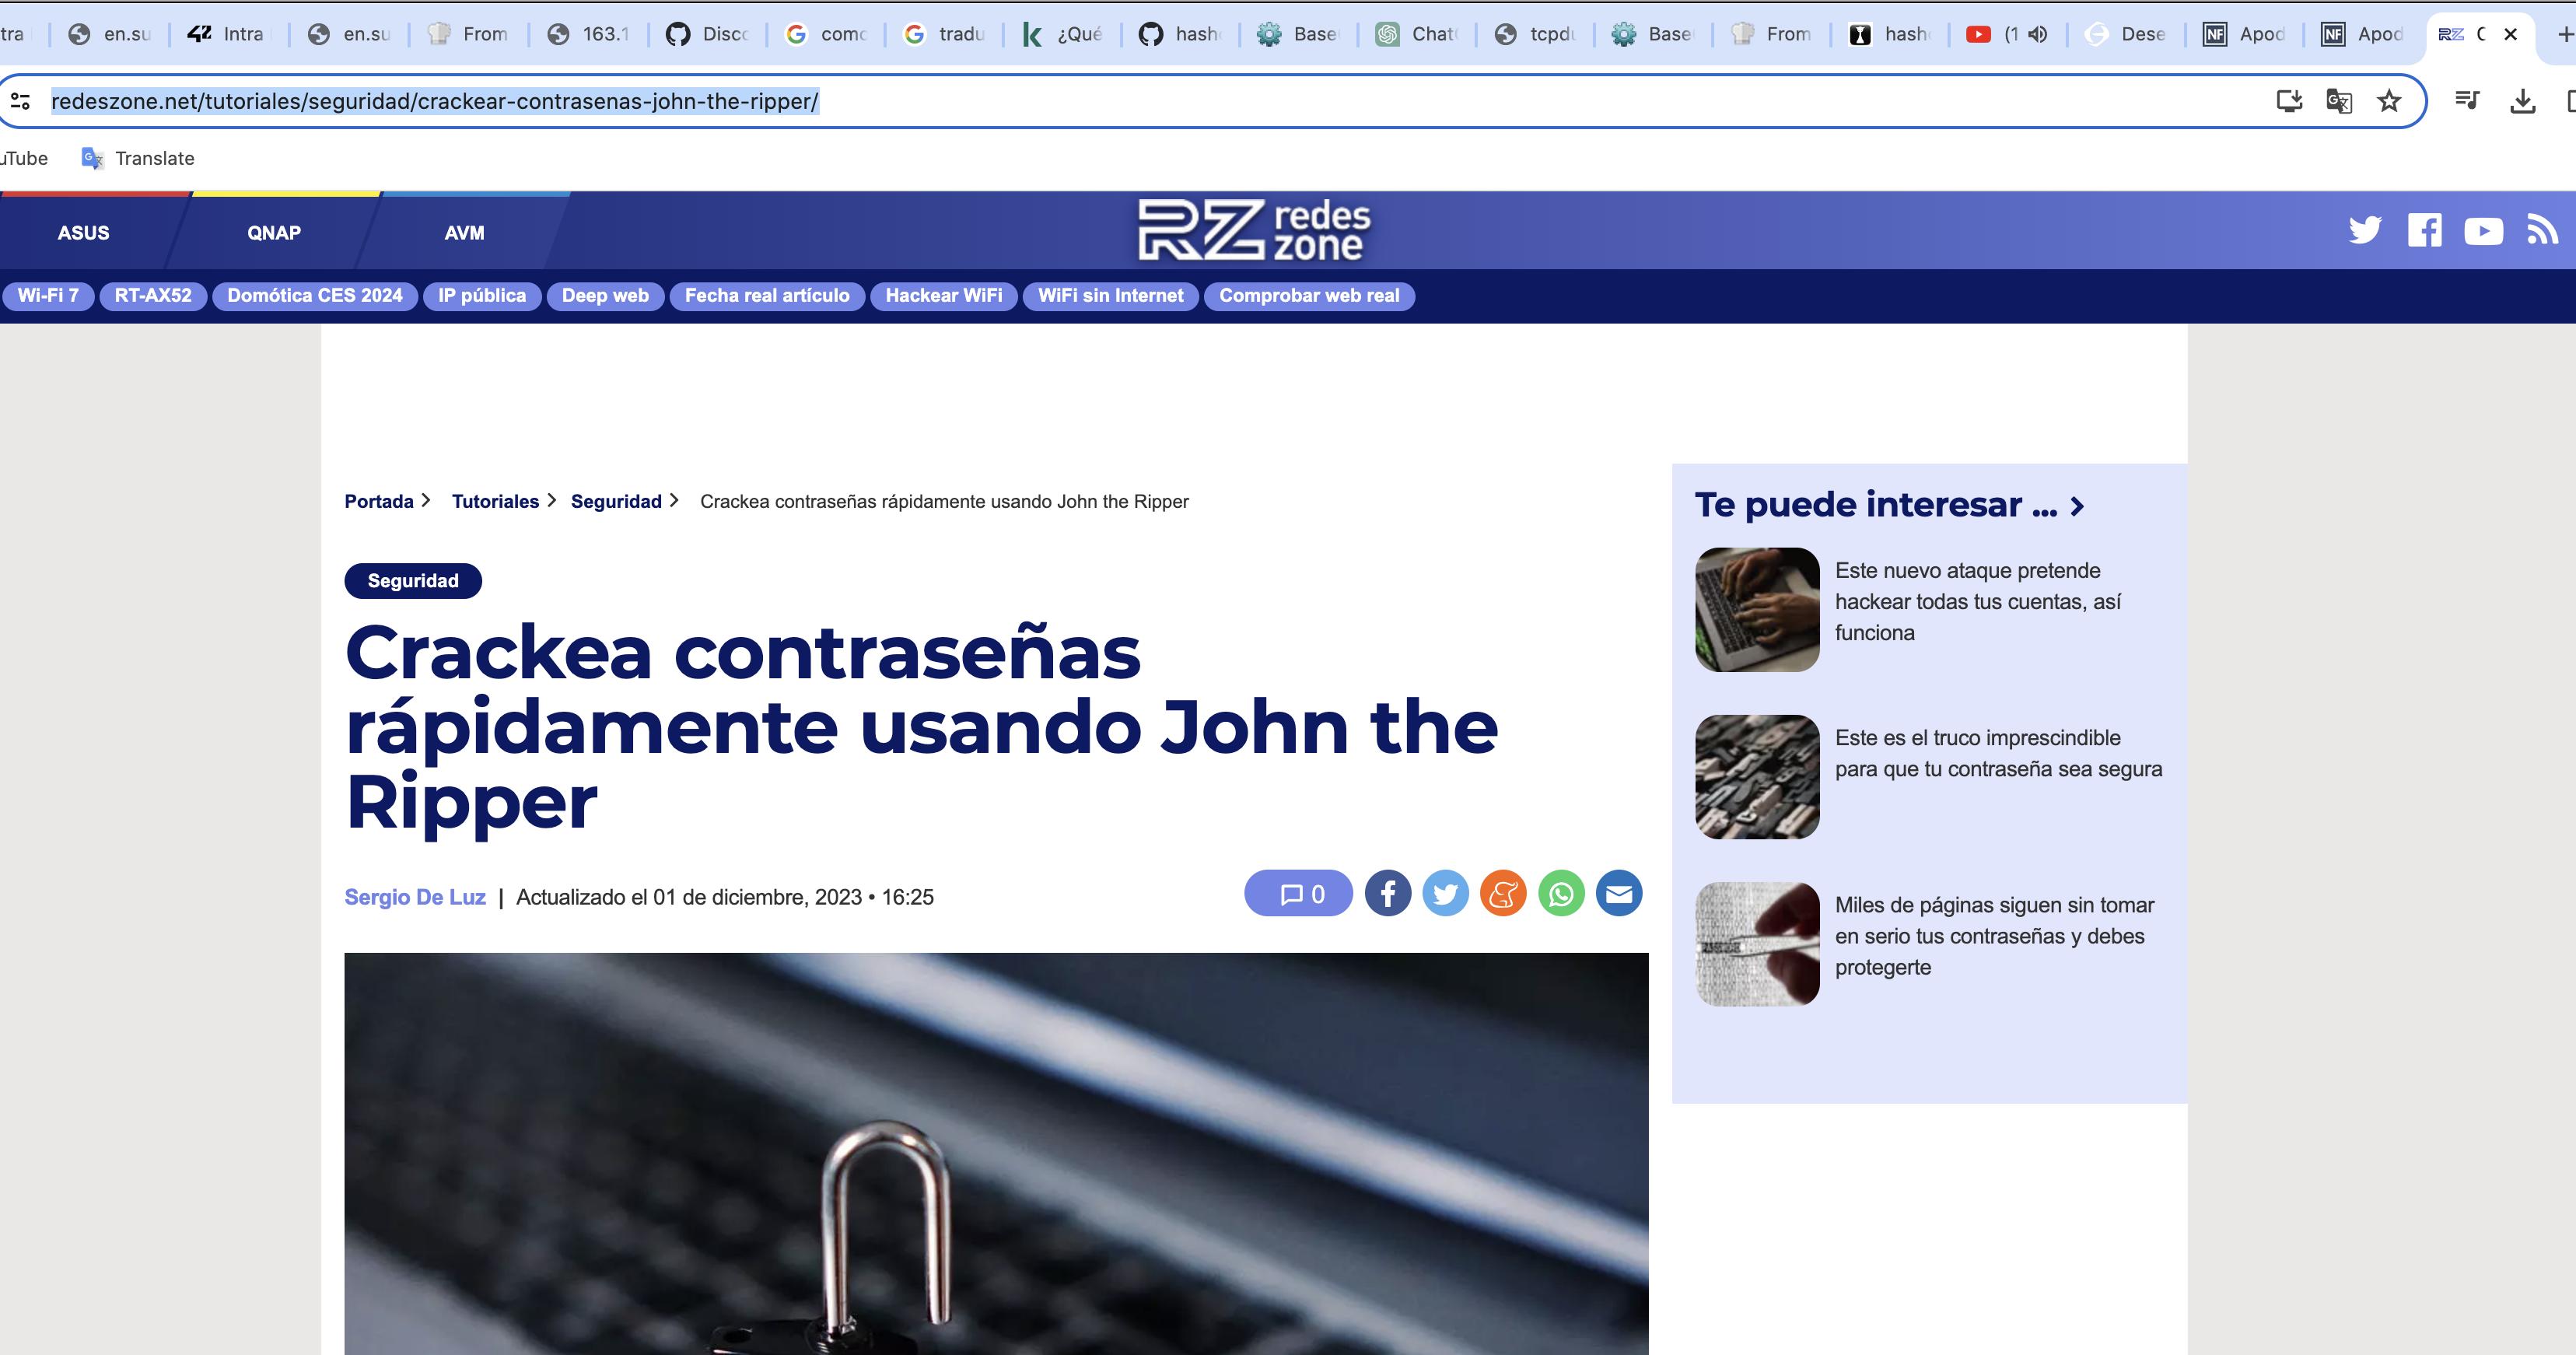 tra en.su Intra en.su From 163.1 Disco como tradu ¿Qué hash Base Chat tcpdu Base From hash (1 Dese Apod Apod C
redeszone.net/tutoriales/seguridad/crackear-contrasenas-john-the-ripper/
uTube Translate
ASUS QNAP AVM RZ redes zone
Wi-Fi 7 RT-AX52 Domótica CES 2024 IP pública Deep web Fecha real artículo Hackear WiFi WiFi sin Internet Comprobar web real
Portada > Tutoriales > Seguridad > Crackea contraseñas rápidamente usando John the Ripper
Seguridad
Crackea contraseñas
rápidamente usando John the
Ripper
Sergio De Luz | Actualizado el 01 de diciembre, 2023 • 16:25
0
Te puede interesar ... >
Este nuevo ataque pretende
hackear todas tus cuentas, así
funciona
Este es el truco imprescindible
para que tu contraseña sea segura
Miles de páginas siguen sin tomar
en serio tus contraseñas y debes
protegerte